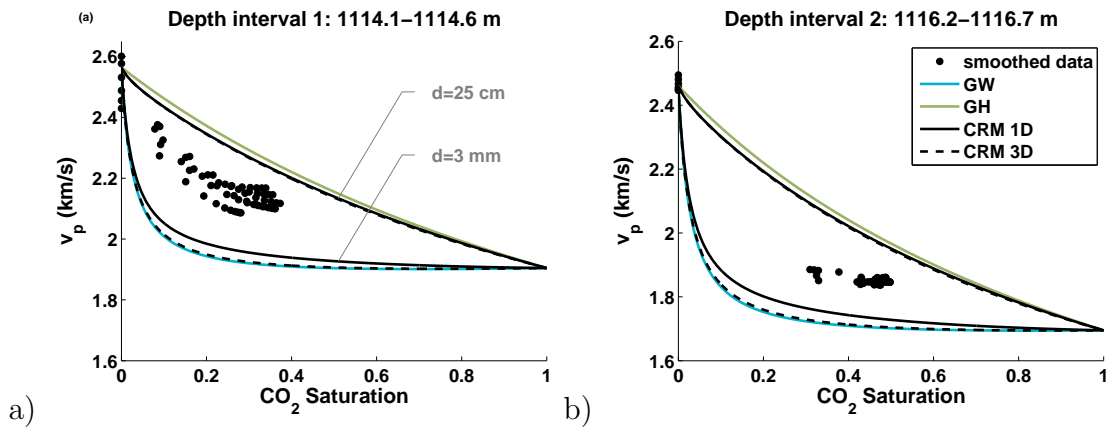 (a)
Depth interval 1: 1114.1–1114.6 m
2.6
2.4
2.2
2
1.8
1.6
v_p (km/s)
d=25 cm
d=3 mm
0 0.2 0.4 0.6 0.8 1
CO_2 Saturation
a)
Depth interval 2: 1116.2–1116.7 m
2.6
2.4
2.2
2
1.8
1.6
v_p (km/s)
smoothed data
GW
GH
CRM 1D
CRM 3D
0 0.2 0.4 0.6 0.8 1
CO_2 Saturation
b)